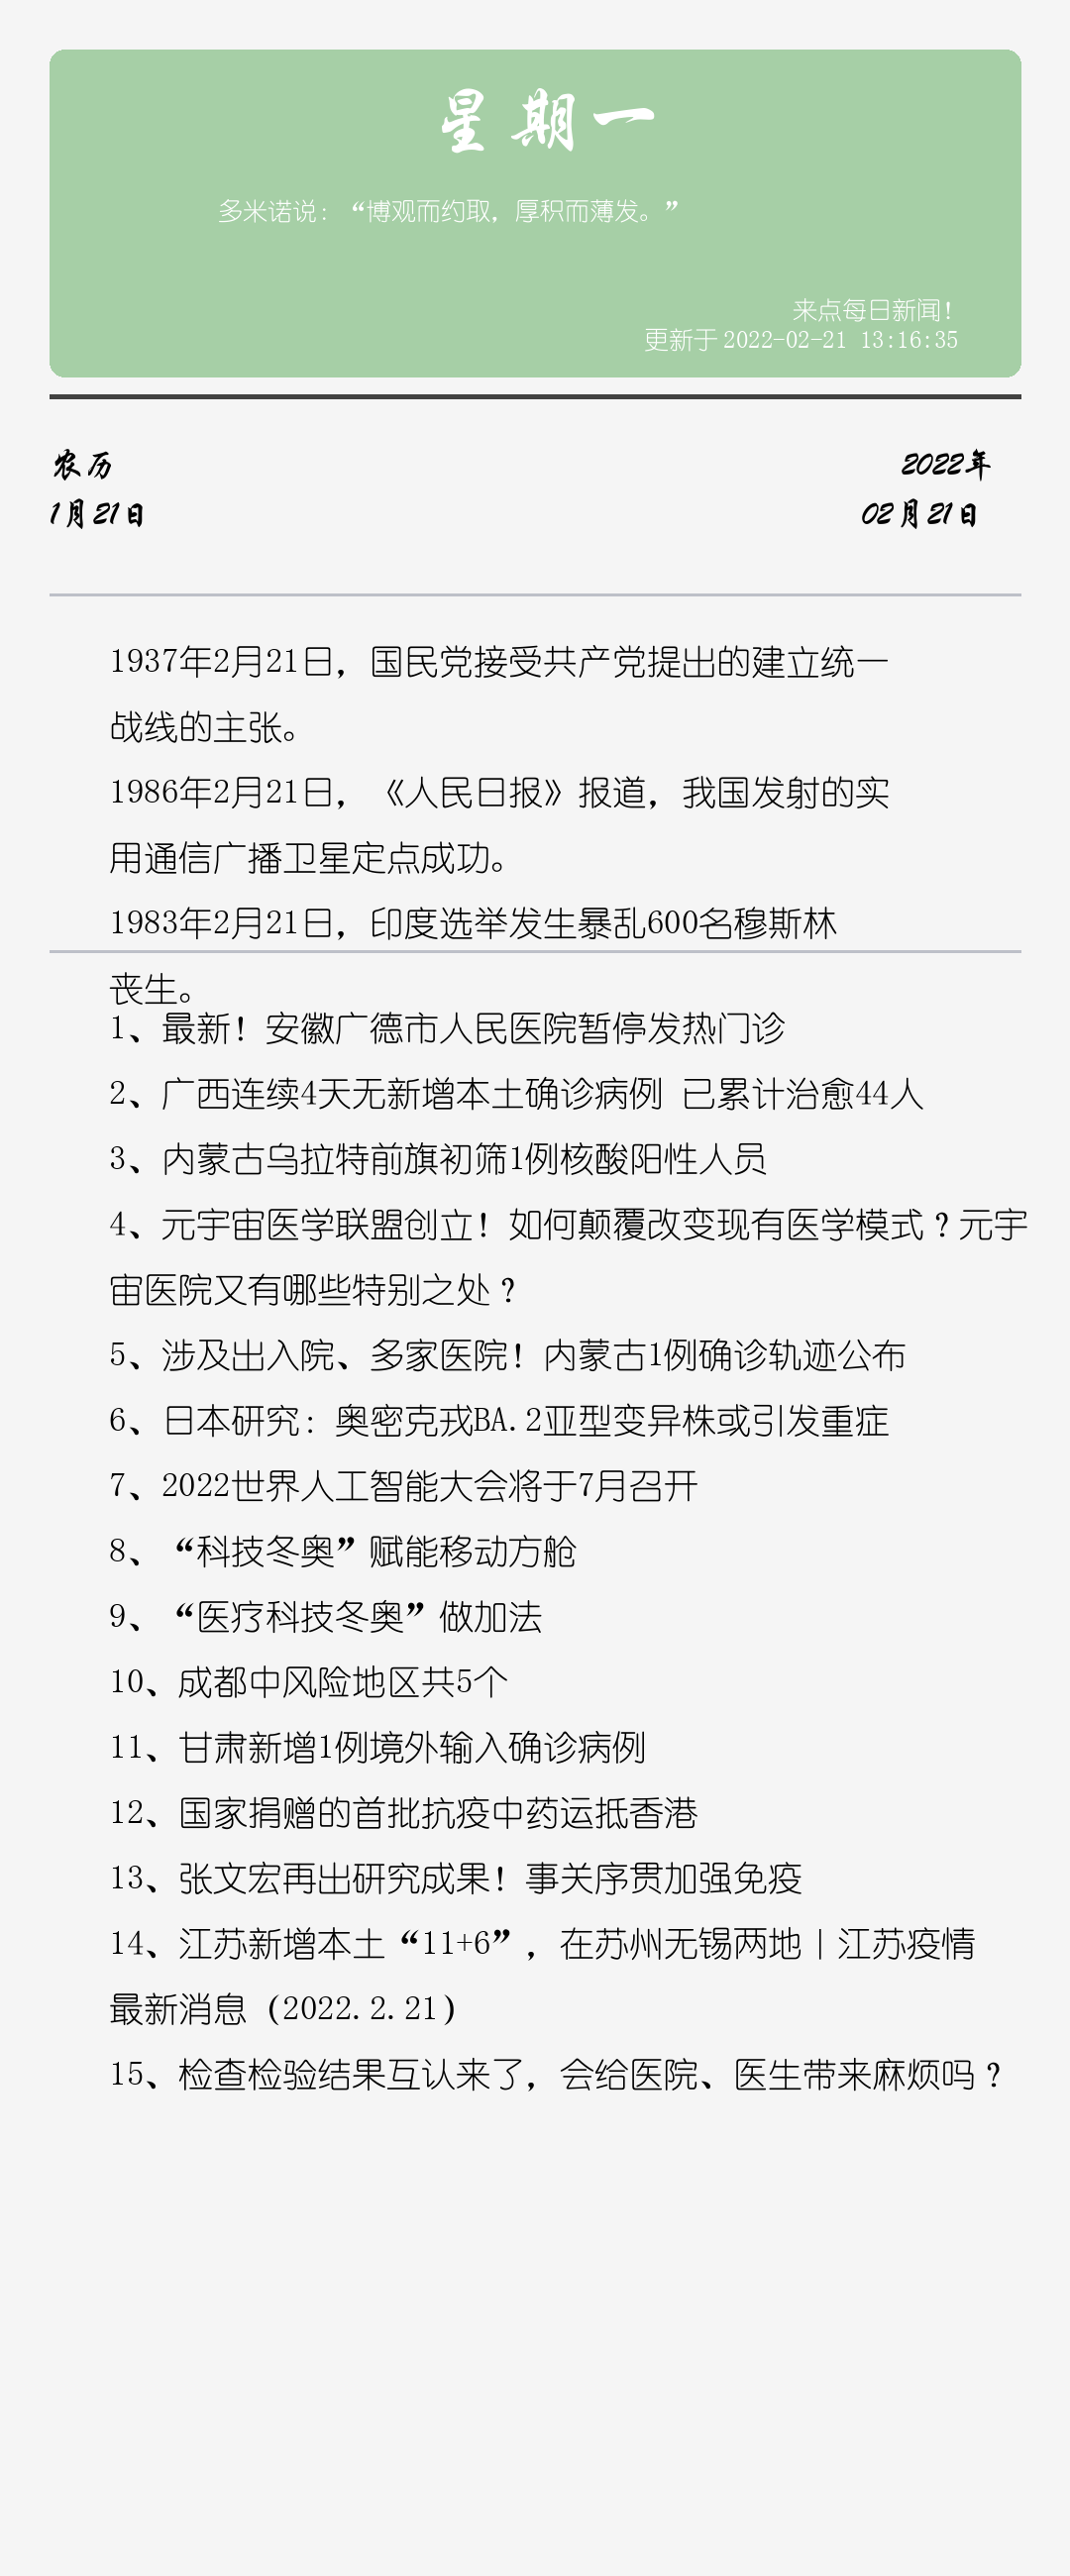 星期一
多米诺说：“博观而约取，厚积而薄发。”
来点每日新闻！
更新于 2022-02-21 13:16:35
农历
2022年
1月21日
02月21日
1937年2月21日，国民党接受共产党提出的建立统一
战线的主张。
1986年2月21日，《人民日报》报道，我国发射的实
用通信广播卫星定点成功。
1983年2月21日，印度选举发生暴乱600名穆斯林
丧生。
1、最新！安徽广德市人民医院暂停发热门诊
2、广西连续4天无新增本土确诊病例 已累计治愈44人
3、内蒙古乌拉特前旗初筛1例核酸阳性人员
4、元宇宙医学联盟创立！如何颠覆改变现有医学模式？元宇
宙医院又有哪些特别之处？
5、涉及出入院、多家医院！内蒙古1例确诊轨迹公布
6、日本研究：奥密克戎BA.2亚型变异株或引发重症
7、2022世界人工智能大会将于7月召开
8、“科技冬奥”赋能移动方舱
9、“医疗科技冬奥”做加法
10、成都中风险地区共5个
11、甘肃新增1例境外输入确诊病例
12、国家捐赠的首批抗疫中药运抵香港
13、张文宏再出研究成果！事关序贯加强免疫
14、江苏新增本土“11+6”，在苏州无锡两地丨江苏疫情
最新消息（2022.2.21）
15、检查检验结果互认来了，会给医院、医生带来麻烦吗？